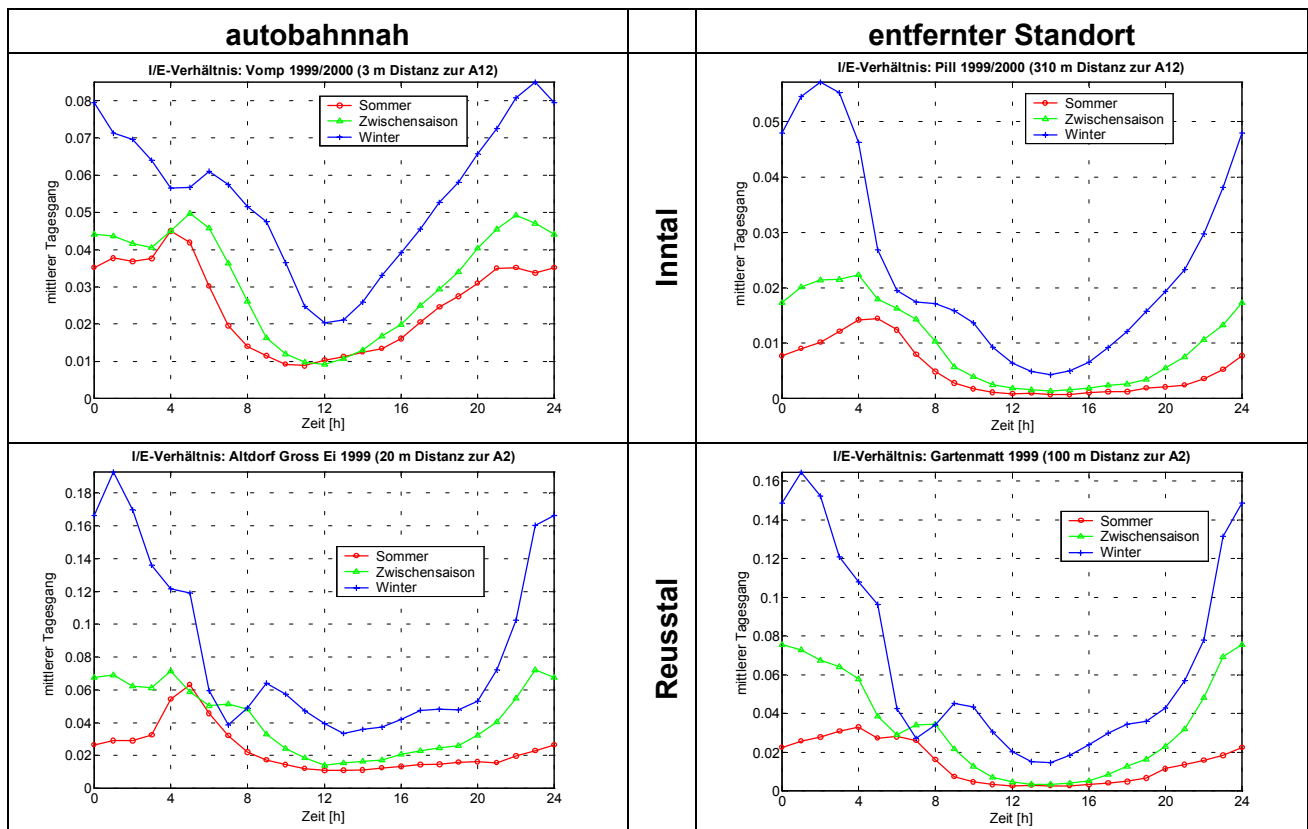 autobahnnah
entfernter Standort
I/E-Verhältnis: Vomp 1999/2000 (3 m Distanz zur A12)
mittlerer Tagesgang
0.08
0.07
0.06
0.05
0.04
0.03
0.02
0.01
0
Sommer
Zwischensaison
Winter
0 4 8 12 16 20 24
Zeit [h]
Inntal
I/E-Verhältnis: Pill 1999/2000 (310 m Distanz zur A12)
mittlerer Tagesgang
0.05
0.04
0.03
0.02
0.01
0
Sommer
Zwischensaison
Winter
0 4 8 12 16 20 24
Zeit [h]
I/E-Verhältnis: Altdorf Gross Ei 1999 (20 m Distanz zur A2)
mittlerer Tagesgang
0.18
0.16
0.14
0.12
0.1
0.08
0.06
0.04
0.02
0
Sommer
Zwischensaison
Winter
0 4 8 12 16 20 24
Zeit [h]
Reusstal
I/E-Verhältnis: Gartenmatt 1999 (100 m Distanz zur A2)
mittlerer Tagesgang
0.16
0.14
0.12
0.1
0.08
0.06
0.04
0.02
0
Sommer
Zwischensaison
Winter
0 4 8 12 16 20 24
Zeit [h]